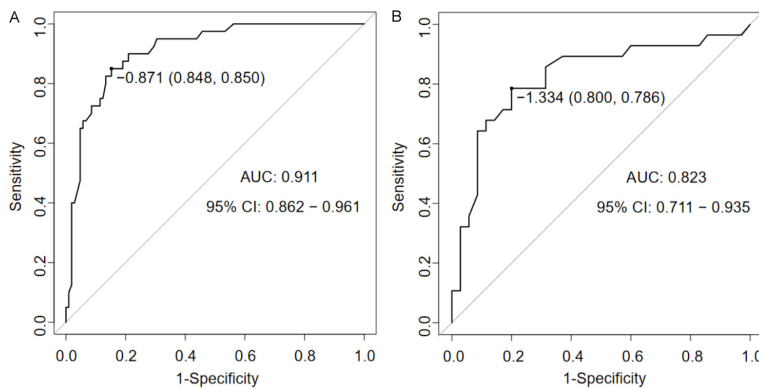 A
Sensitivity
1.0
0.8
0.6
0.4
0.2
0.0
−0.871 (0.848, 0.850)
AUC: 0.911
95% CI: 0.862 − 0.961
0.0 0.2 0.4 0.6 0.8 1.0
1-Specificity
B
Sensitivity
1.0
0.8
0.6
0.4
0.2
0.0
−1.334 (0.800, 0.786)
AUC: 0.823
95% CI: 0.711 − 0.935
0.0 0.2 0.4 0.6 0.8 1.0
1-Specificity